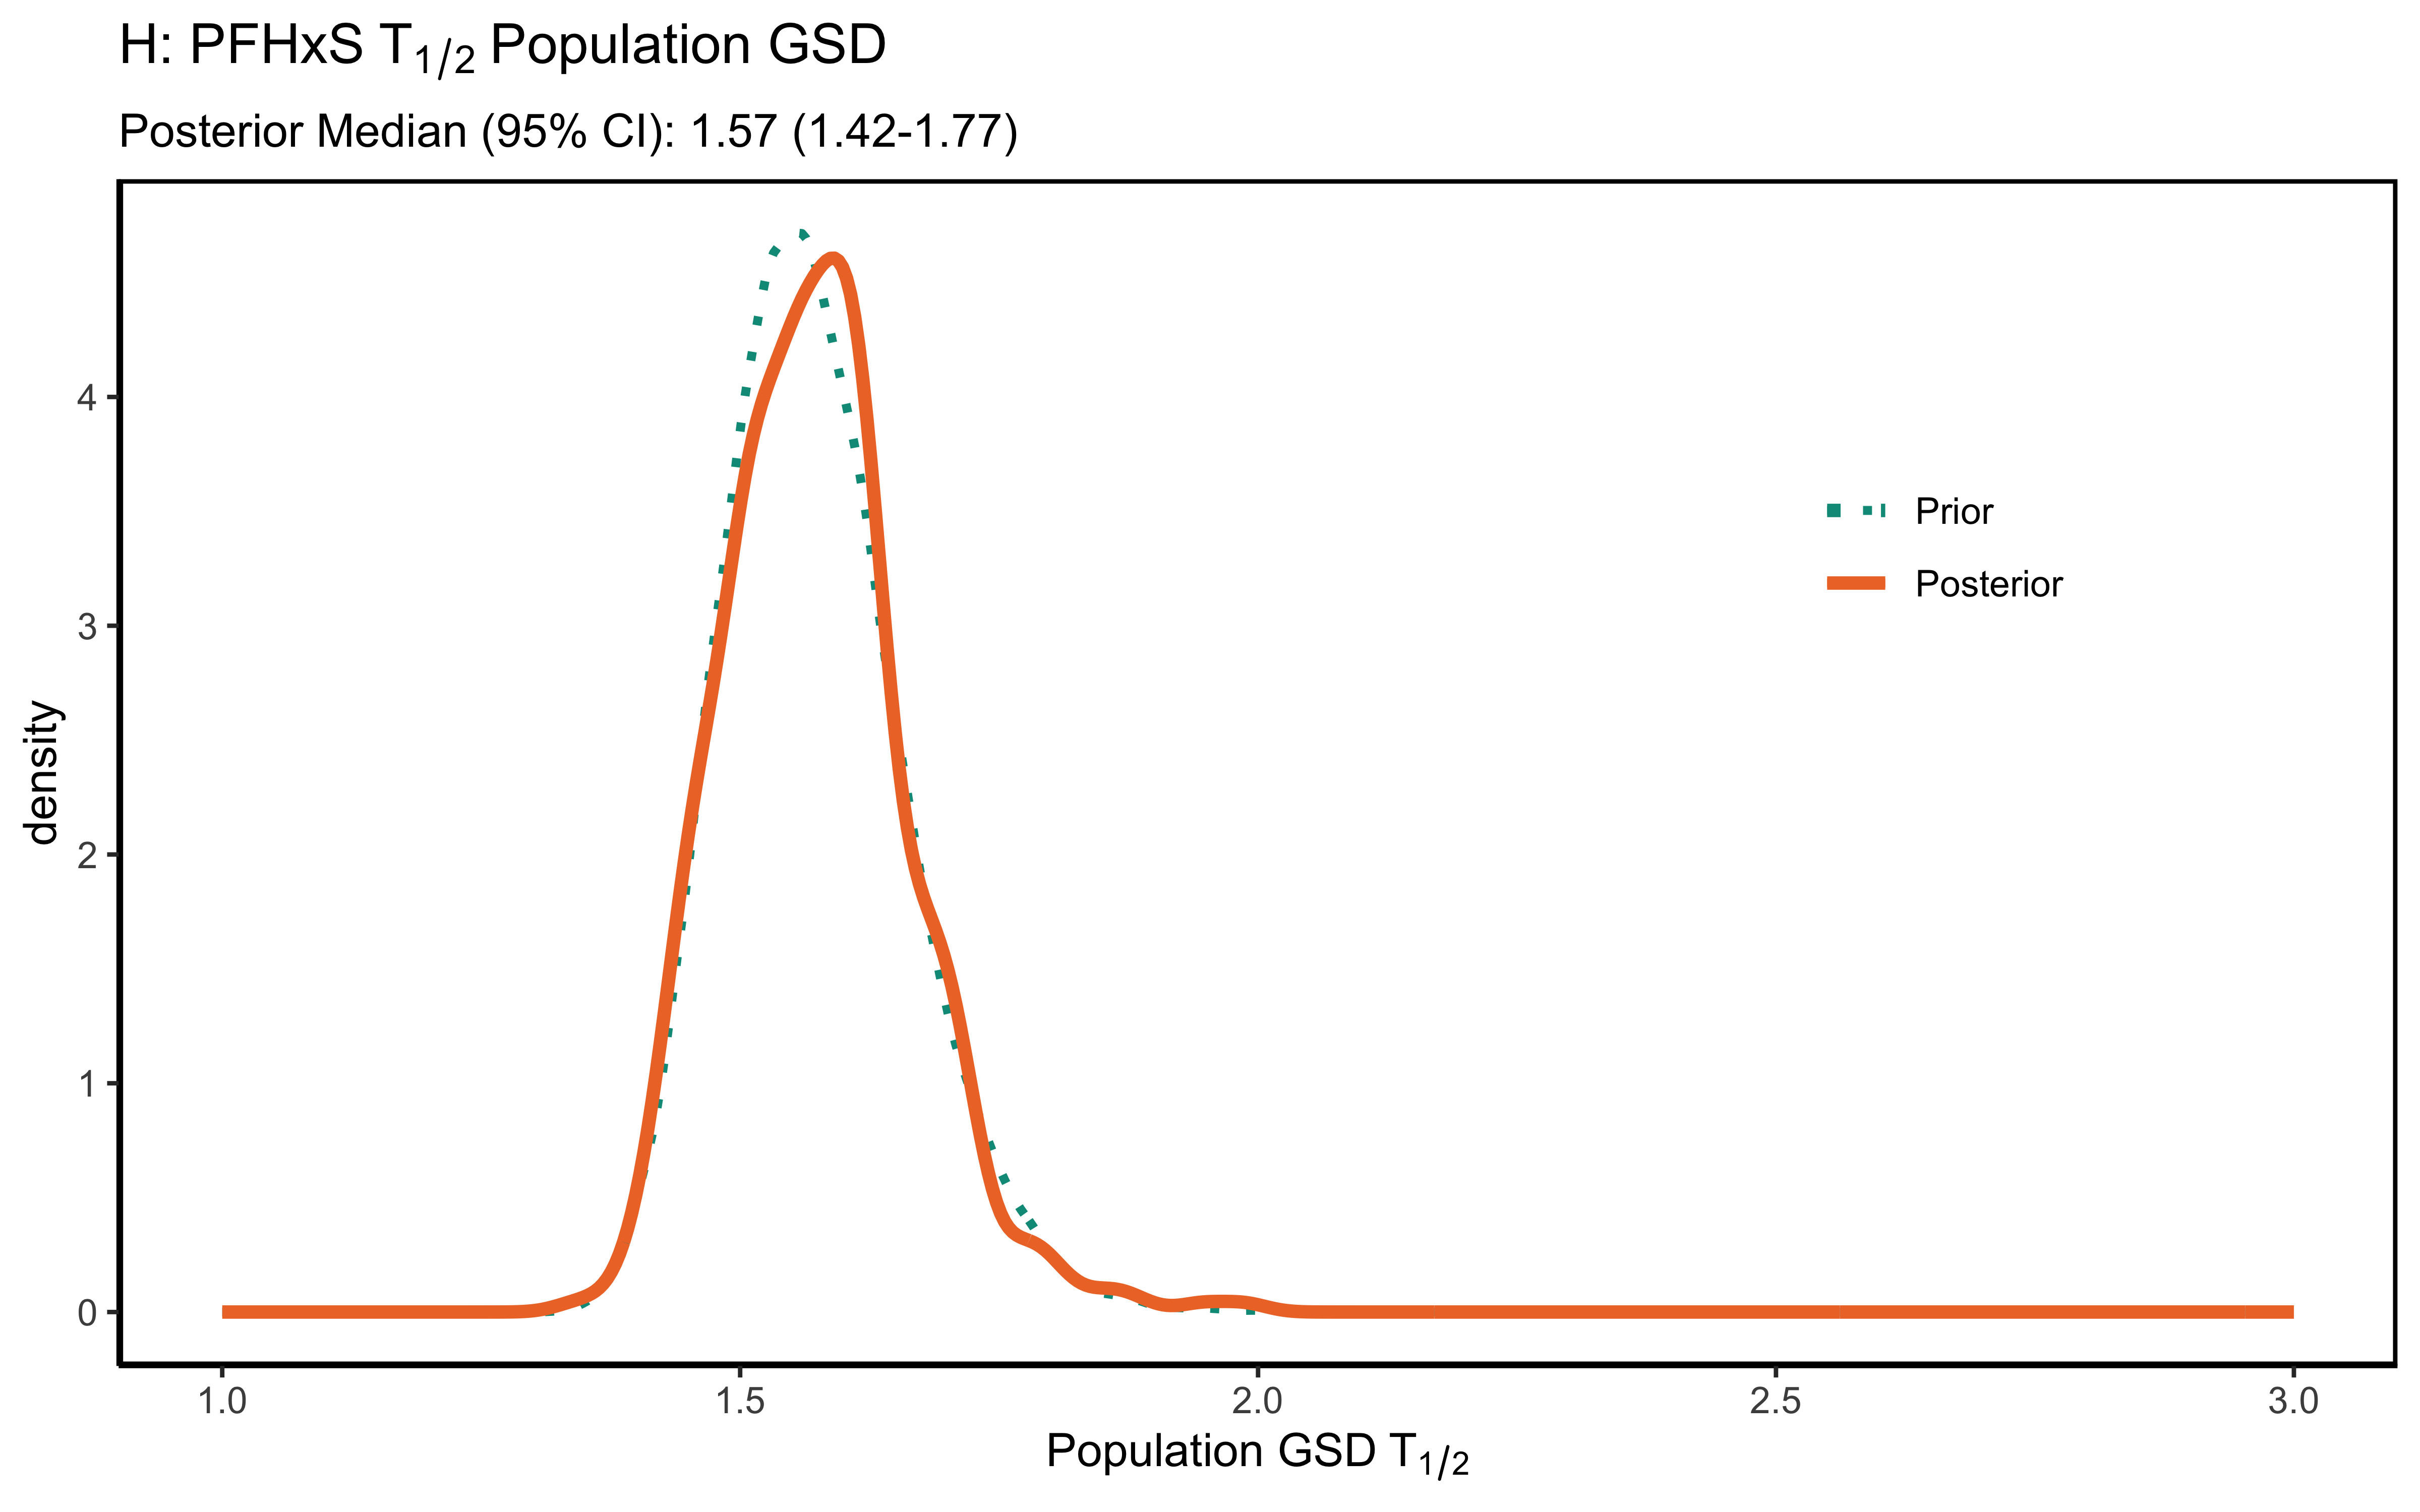 H: PFHxS T1/2 Population GSD
Posterior Median (95% CI): 1.57 (1.42-1.77)
density
4
3
2
1
0
Prior
Posterior
1.0 1.5 2.0 2.5 3.0
Population GSD T1/2